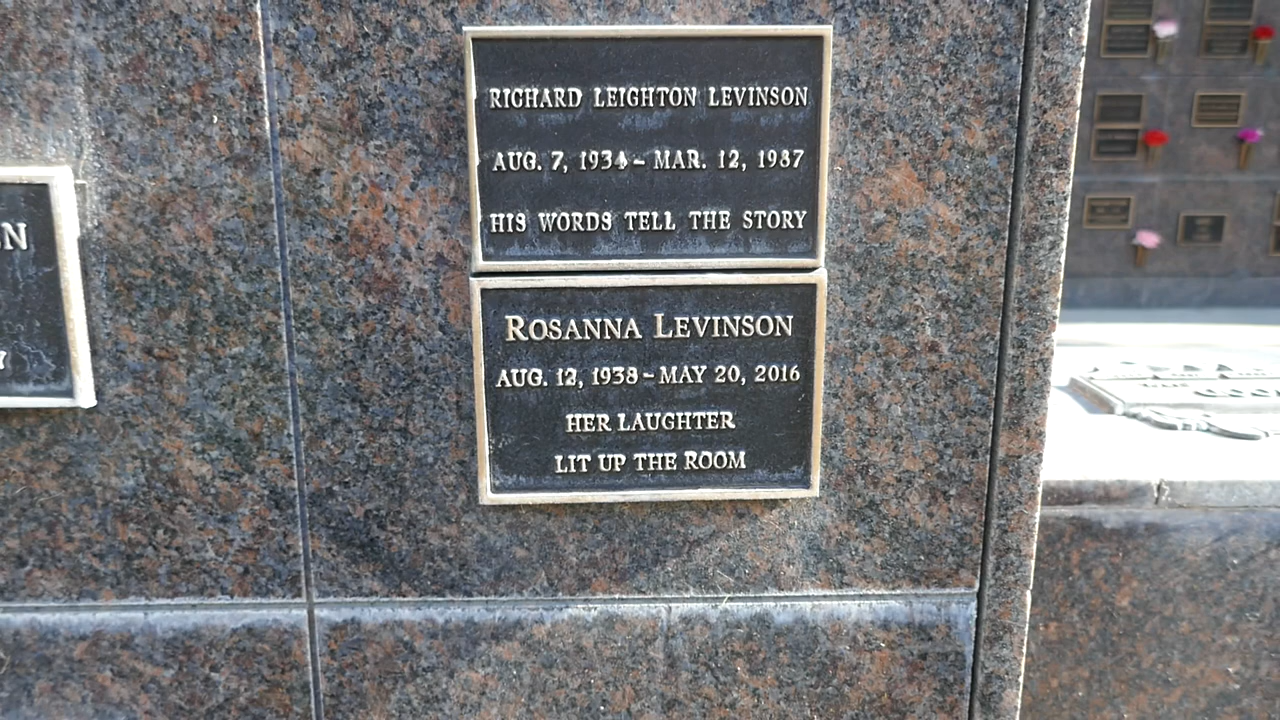 RICHARD LEIGHTON LEVINSON
AUG. 7, 1934 - MAR. 12, 1987
HIS WORDS TELL THE STORY
ROSANNA LEVINSON
AUG. 12, 1938 - MAY 20, 2016
HER LAUGHTER
LIT UP THE ROOM